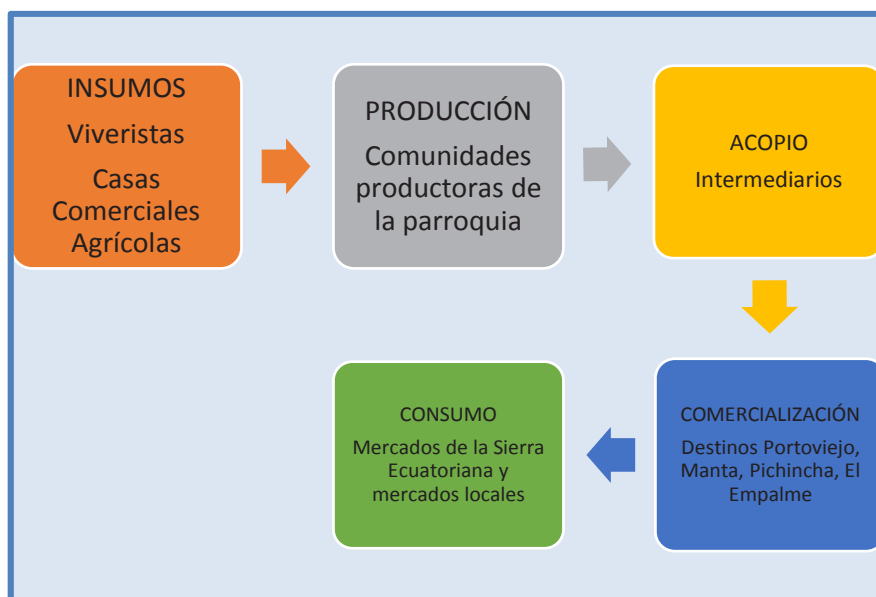 INSUMOS
Viveristas
Casas
Comerciales
Agrícolas
PRODUCCIÓN
Comunidades
productoras de
la parroquia
ACOPIO
Intermediarios
COMERCIALIZACIÓN
Destinos Portoviejo,
Manta, Pichincha, El
Empalme
CONSUMO
Mercados de la Sierra
Ecuatoriana y
mercados locales